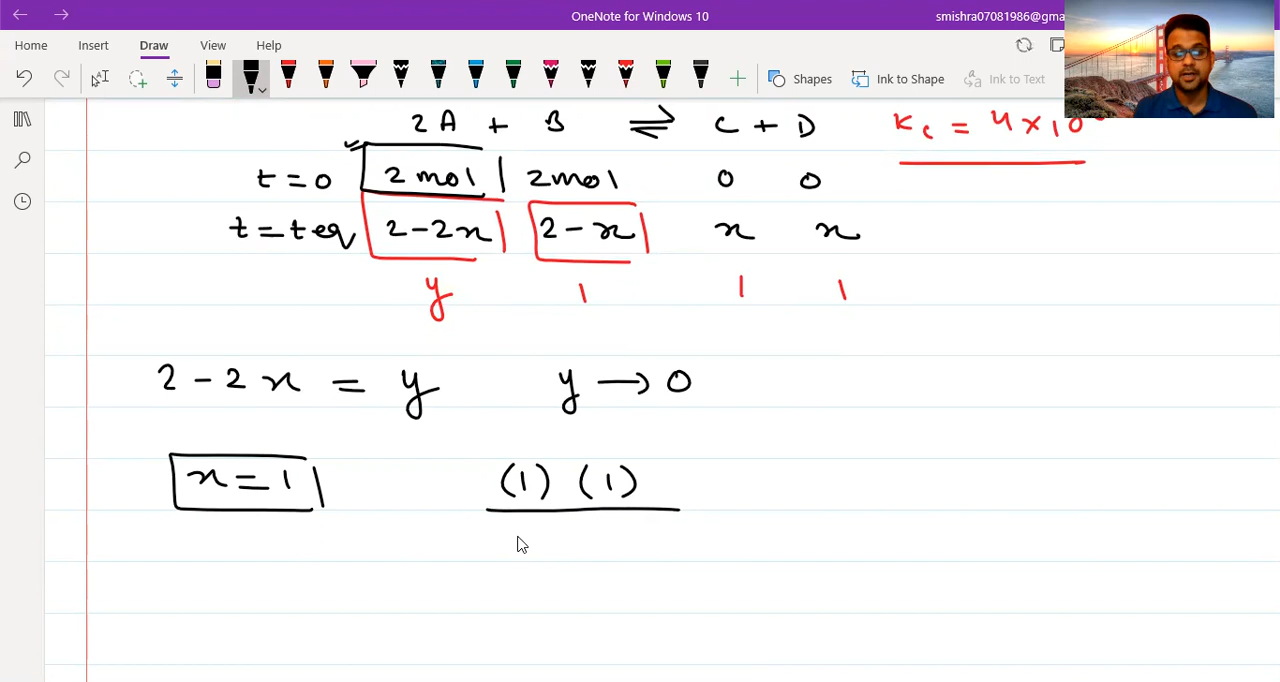 OneNote for Windows 10
smishra07081986@gma
Home Insert Draw View Help
Shapes Ink to Shape Ink to Text
2A + B ⇌ C + D Kc = 4 × 10
t = 0 2 mol 2 mol 0 0
t = teq 2-2x 2-x x x
y 1 1 1
2-2x = y y → 0
x = 1 (1) (1)